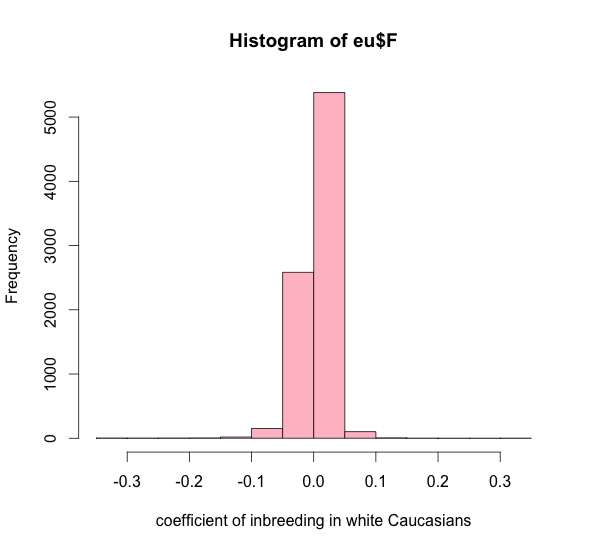 Histogram of eu$F
Frequency
5000
4000
3000
2000
1000
0
-0.3 -0.2 -0.1 0.0 0.1 0.2 0.3
coefficient of inbreeding in white Caucasians